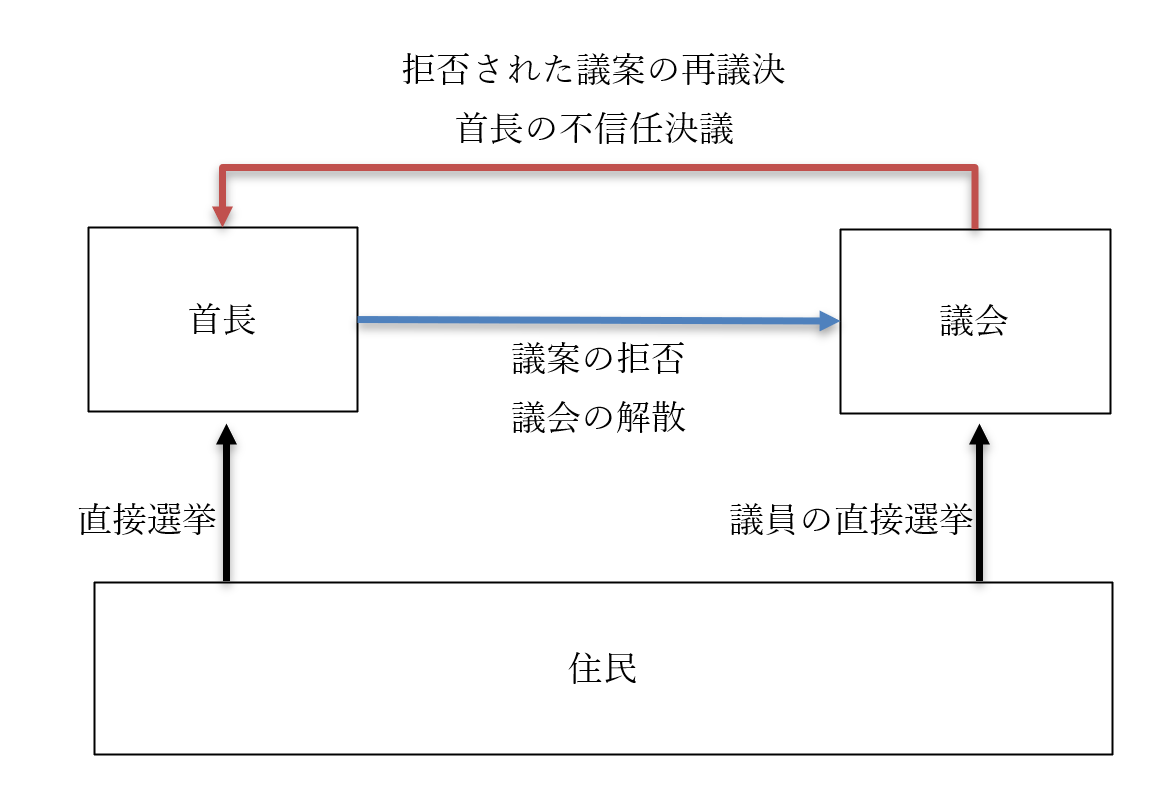 拒否された議案の再議決
首長の不信任決議
首長
議会
議案の拒否
議会の解散
直接選挙
議員の直接選挙
住民